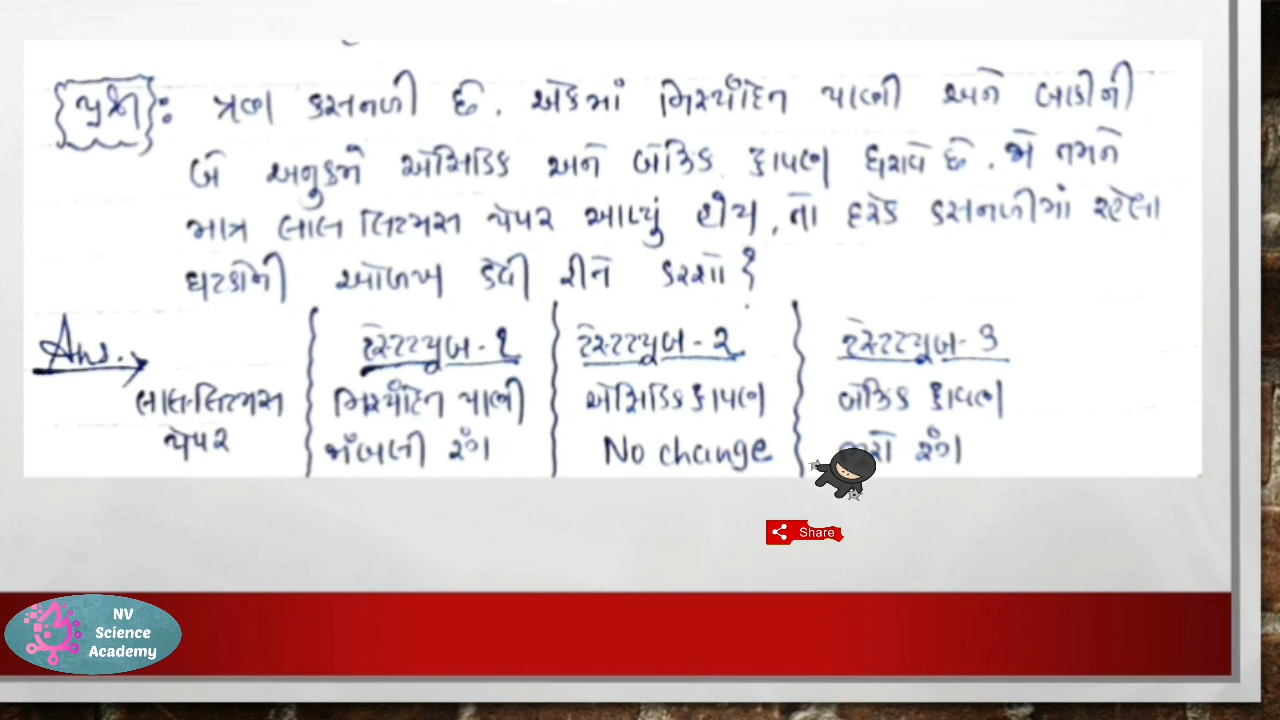 પ્રશ્ન : ત્રણ કસનળી છે. એકમાં નિસ્યંદિત પાણી અને બાકીની
બે અનુક્રમે એસિડિક અને બેઝિક દ્રાવણ ધરાવે છે. જો તમને
માત્ર લાલ લિટમસ પેપર આપ્યું હોય, તો દરેક કસનળીમાં રહેલા
ઘટકોની ઓળખ કેવી રીતે કરશો ?
Ans. → ટેસ્ટટ્યૂબ - 1 ટેસ્ટટ્યૂબ - 2 ટેસ્ટટ્યૂબ - 3
લાલ લિટમસ નિસ્યંદિત પાણી એસિડિક દ્રાવણ બેઝિક દ્રાવણ
પેપર જાંબલી રંગ No change રંગ
Share
NV
Science
Academy